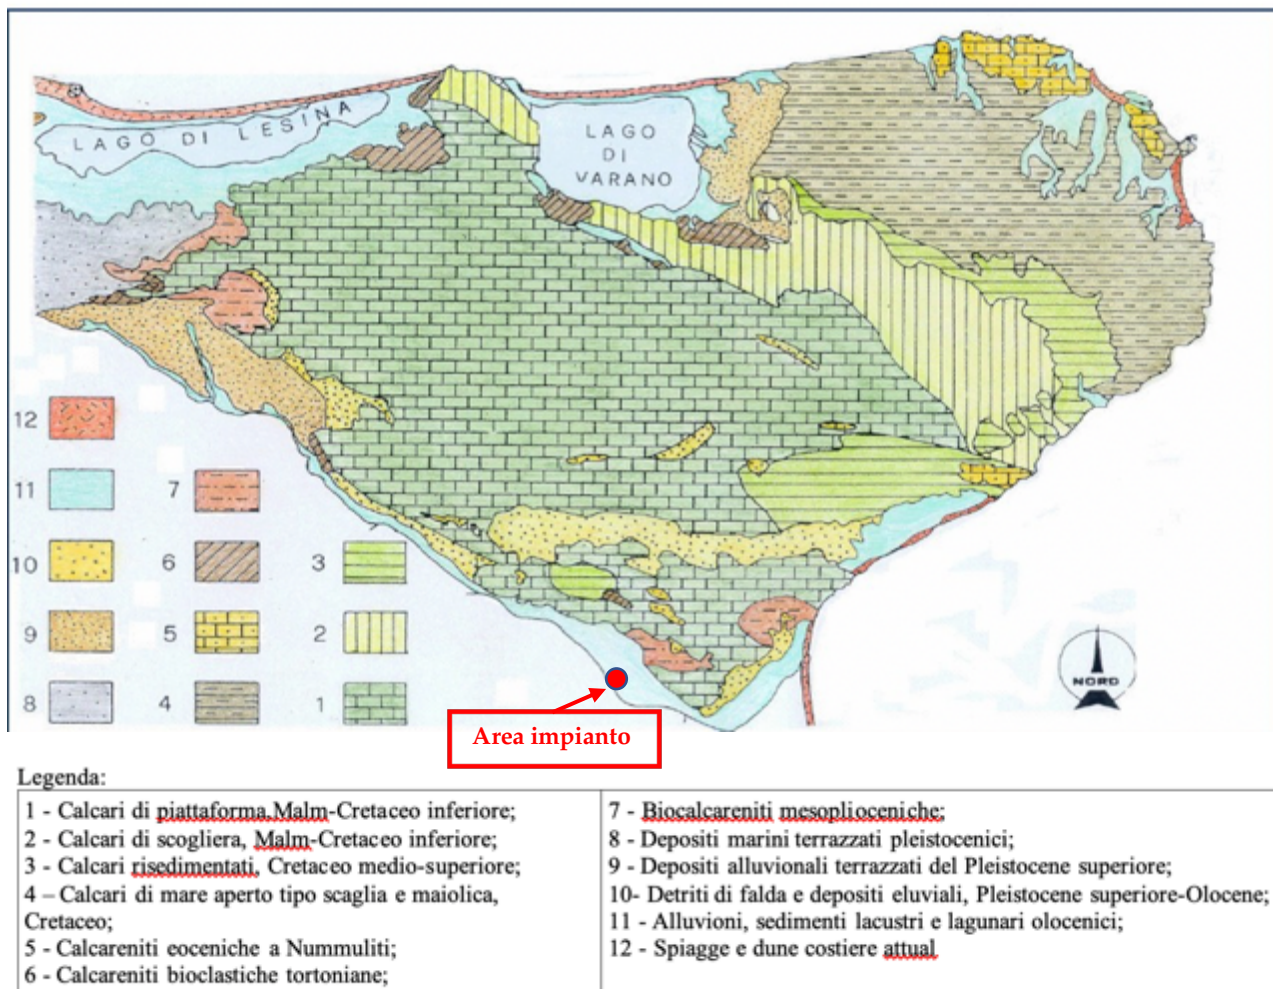 LAGO DI LESINA
LAGO
DI
VARANO
12
11
7
10
6
3
9
5
2
8
4
1
NORD
Area impianto
Legenda:
1 - Calcari di piattaforma,Malm-Cretaceo inferiore;
2 - Calcari di scogliera, Malm-Cretaceo inferiore;
3 - Calcari risedimentati, Cretaceo medio-superiore;
4 – Calcari di mare aperto tipo scaglia e maiolica,
Cretaceo;
5 - Calcareniti eoceniche a Nummuliti;
6 - Calcareniti bioclastiche tortoniane;
7 - Biocalcareniti mesoplioceniche;
8 - Depositi marini terrazzati pleistocenici;
9 - Depositi alluvionali terrazzati del Pleistocene superiore;
10- Detriti di falda e depositi eluviali, Pleistocene superiore-Olocene;
11 - Alluvioni, sedimenti lacustri e lagunari olocenici;
12 - Spiagge e dune costiere attual